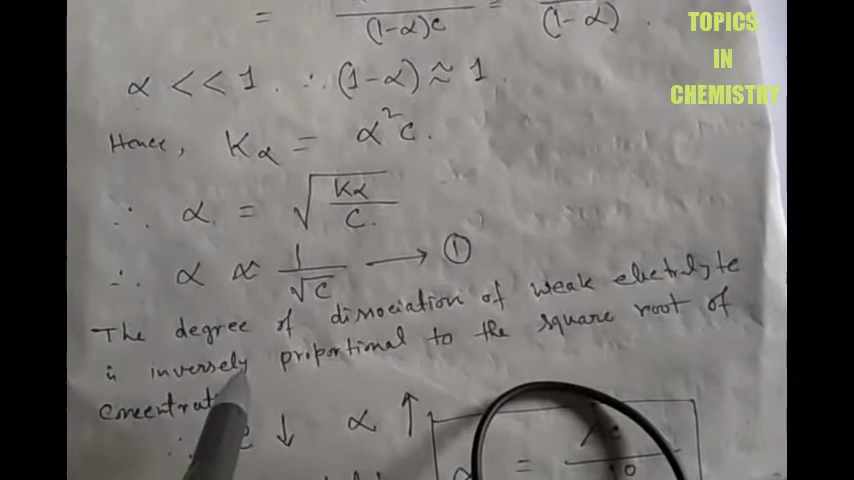 TOPICS
IN
CHEMISTRY
= (1-α)c = (1-α).
α << 1. ∴ (1-α) ≈ 1.
Hence, Kα = α²c.
∴ α = √(Kα/c.)
∴ α ∝ 1/√c → ①
The degree of dissociation of weak electrolyte
is inversely proportional to the square root of
∴ c ↓ α ↑
α = λc